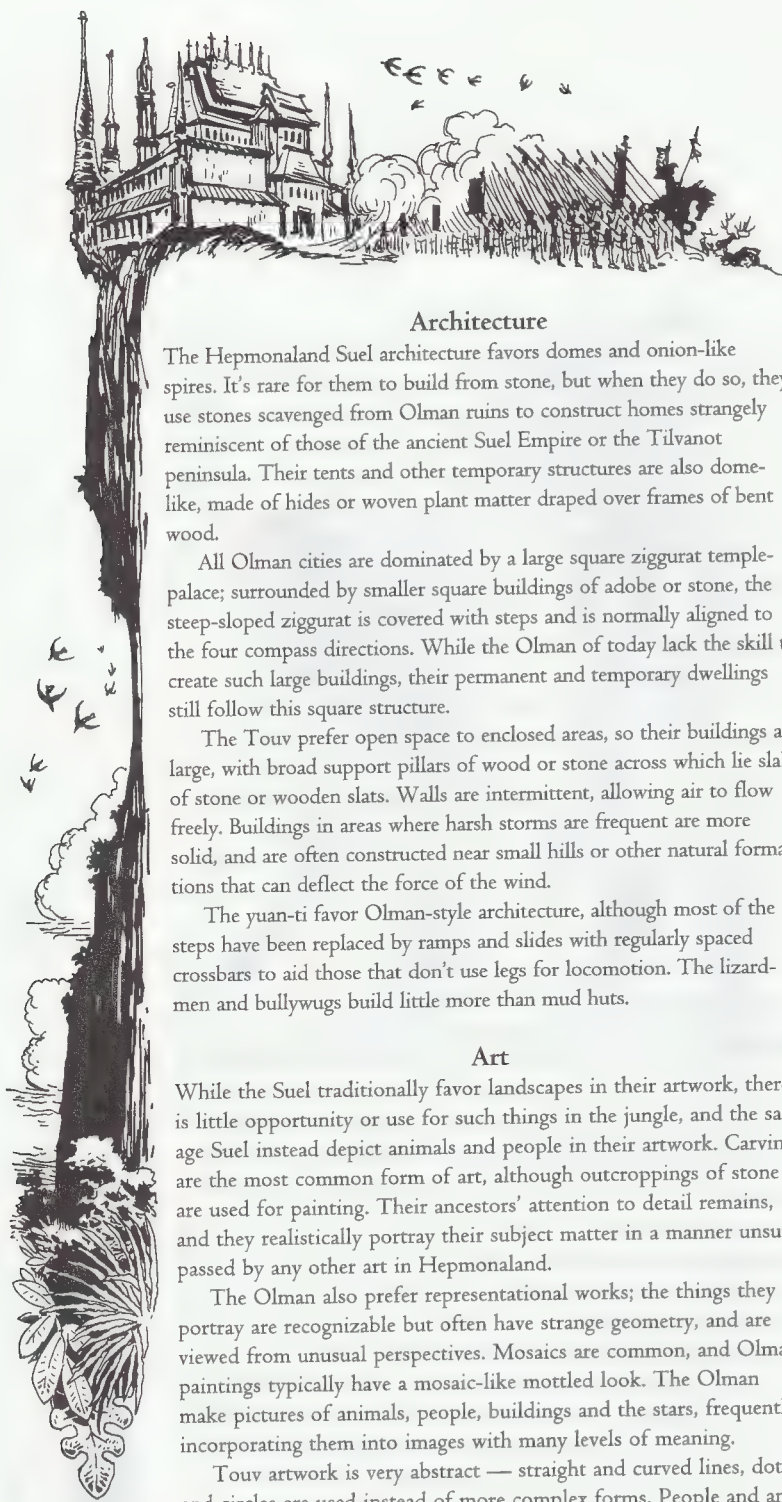 Architecture
The Hepmonaland Suel architecture favors domes and onion-like
spires. It's rare for them to build from stone, but when they do so, they
use stones scavenged from Olman ruins to construct homes strangely
reminiscent of those of the ancient Suel Empire or the Tilvanot
peninsula. Their tents and other temporary structures are also dome-
like, made of hides or woven plant matter draped over frames of bent
wood.
All Olman cities are dominated by a large square ziggurat temple-
palace; surrounded by smaller square buildings of adobe or stone, the
steep-sloped ziggurat is covered with steps and is normally aligned to
the four compass directions. While the Olman of today lack the skill
create such large buildings, their permanent and temporary dwellings
still follow this square structure.
The Touv prefer open space to enclosed areas, so their buildings
large, with broad support pillars of wood or stone across which lie
of stone or wooden slats. Walls are intermittent, allowing air to flow
freely. Buildings in areas where harsh storms are frequent are more
solid, and are often constructed near small hills or other natural forma
tions that can deflect the force of the wind.
The yuan-ti favor Olman-style architecture, although most of the
steps have been replaced by ramps and slides with regularly spaced
crossbars to aid those that don't use legs for locomotion. The lizard-
men and bullywugs build little more than mud huts.
Art
While the Suel traditionally favor landscapes in their artwork,
is little opportunity or use for such things in the jungle, and the
age Suel instead depict animals and people in their artwork.
are the most common form of art, although outcroppings of stone
are used for painting. Their ancestors' attention to detail remains,
and they realistically portray their subject matter in a manner
passed by any other art in Hepmonaland.
The Olman also prefer representational works; the things they
portray are recognizable but often have strange geometry, and are
viewed from unusual perspectives. Mosaics are common, and
paintings typically have a mosaic-like mottled look. The Olman
make pictures of animals, people, buildings and the stars,
incorporating them into images with many levels of meaning.
Touv artwork is very abstract — straight and curved lines,
and circles are used instead of more complex forms. People and